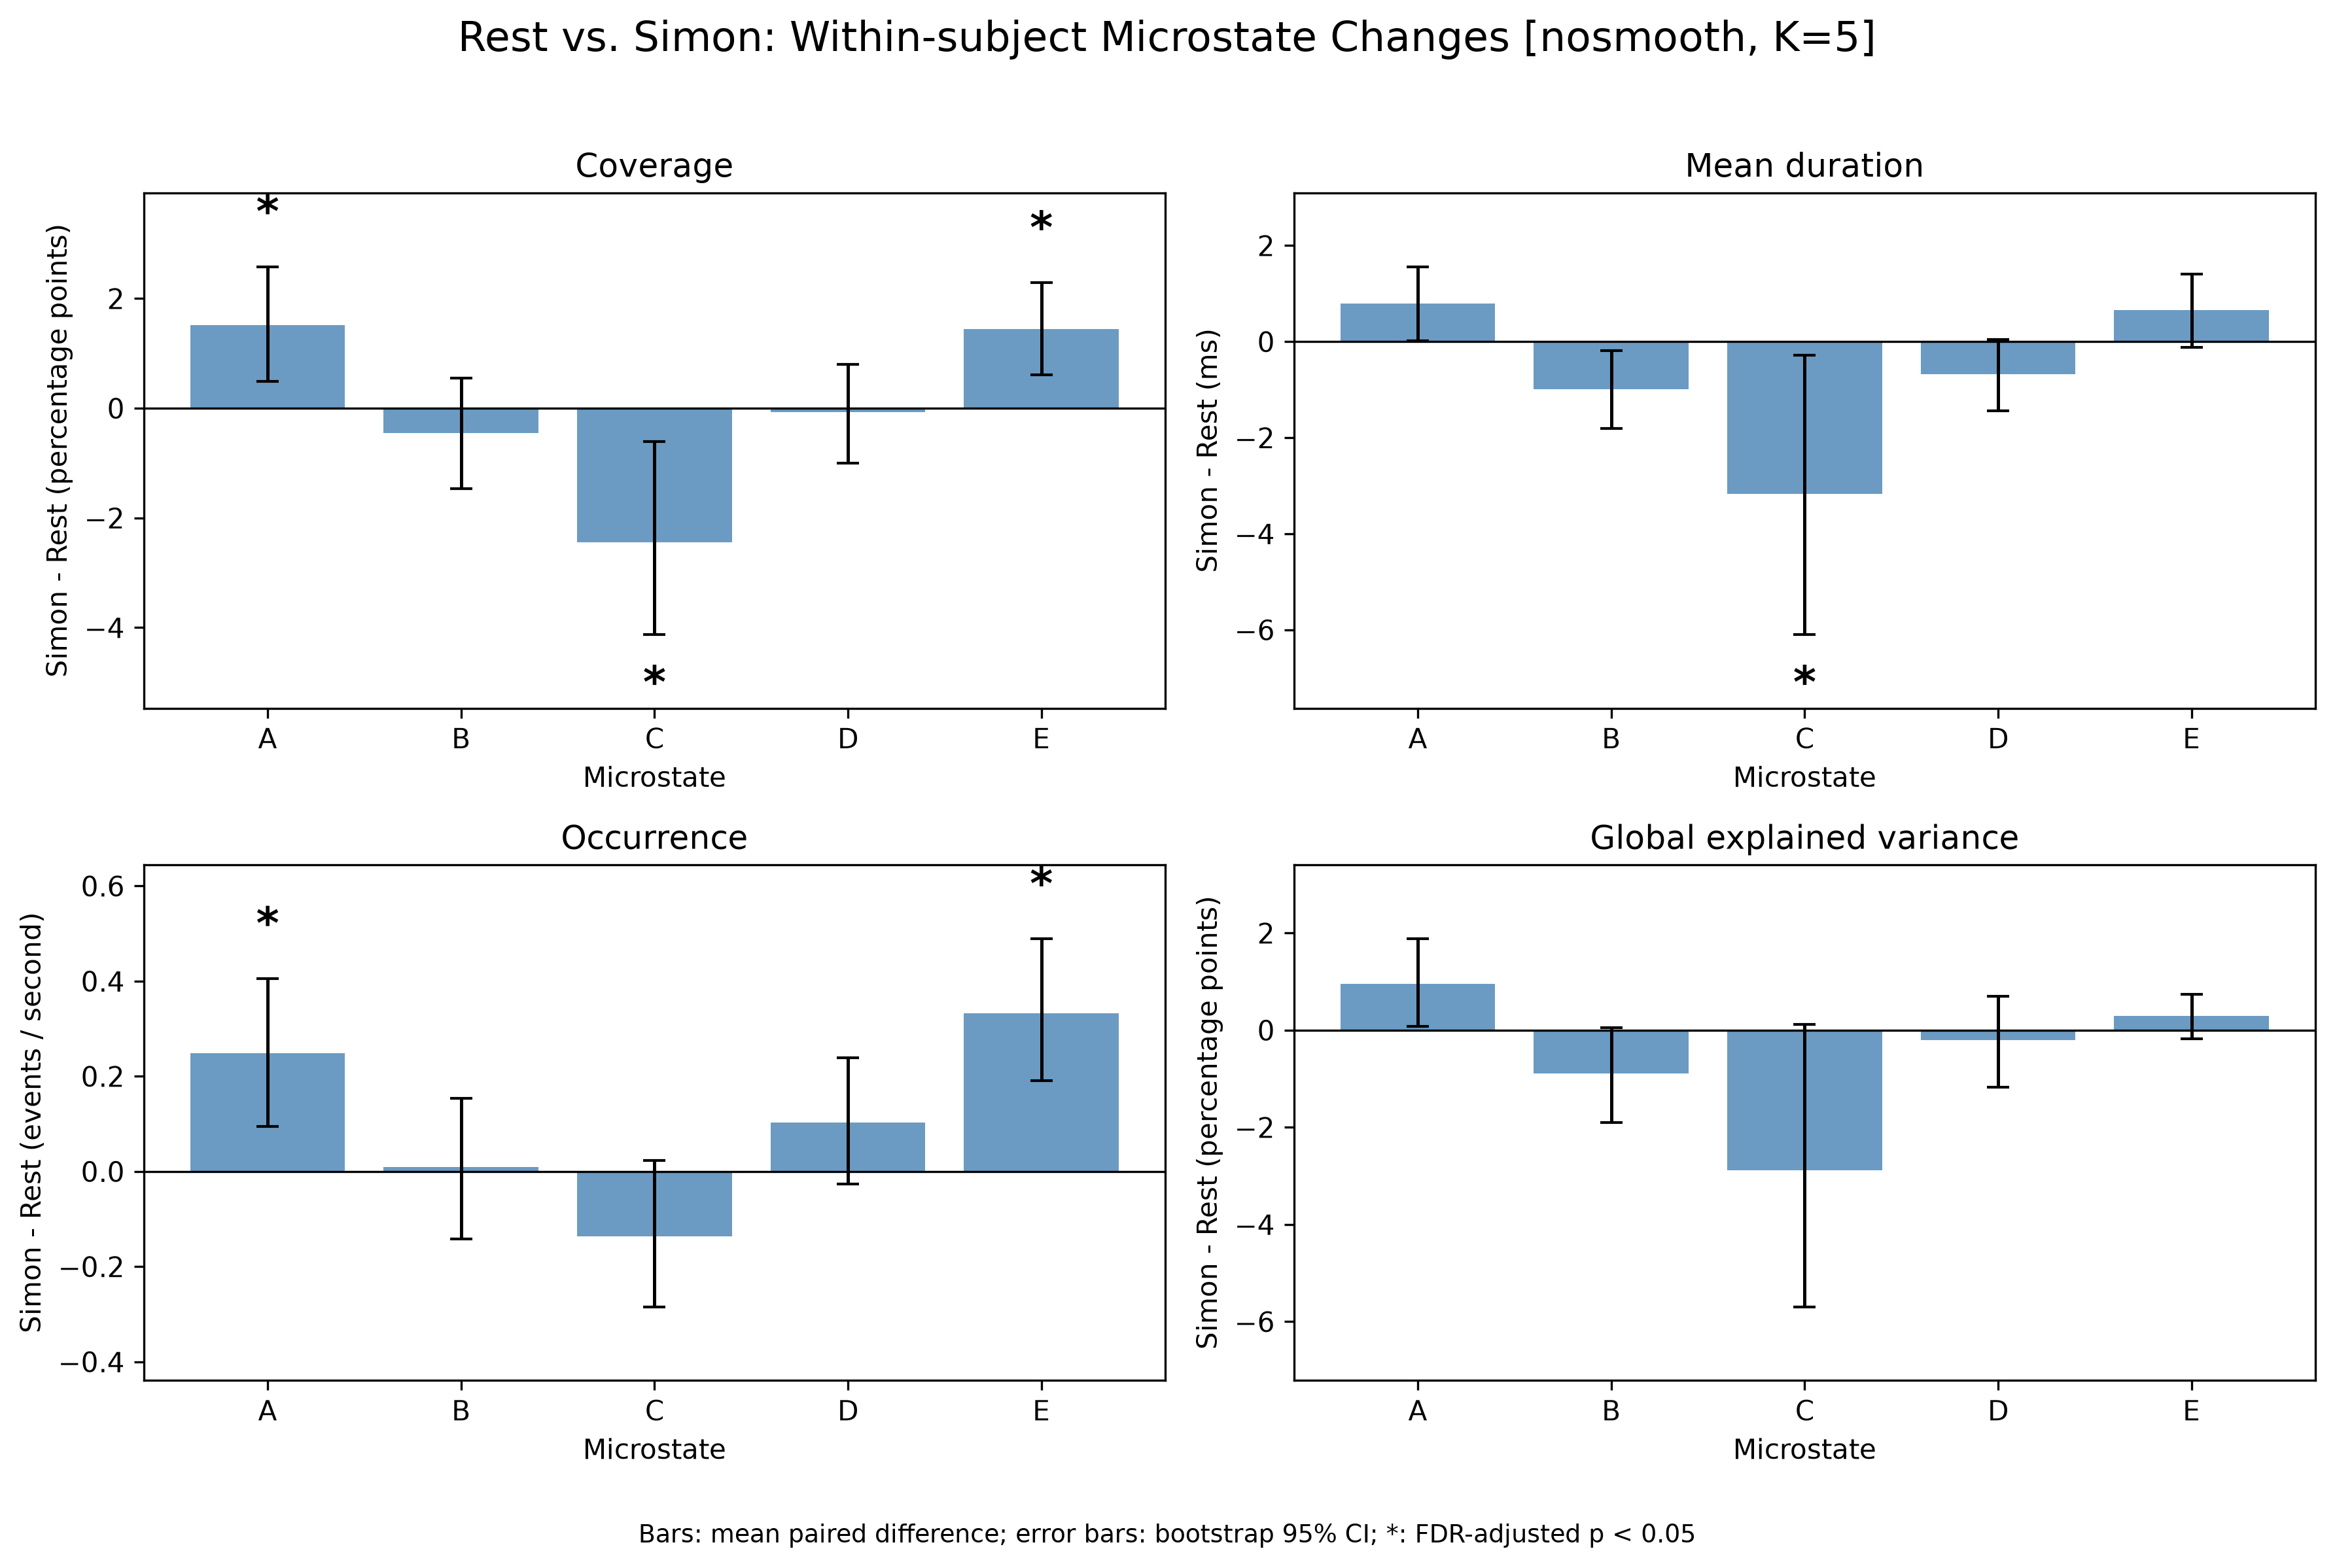 Rest vs. Simon: Within-subject Microstate Changes [nosmooth, K=5]
Coverage
Simon - Rest (percentage points)
2
0
−2
−4
*
*
*
A B C D E
Microstate
Mean duration
Simon - Rest (ms)
2
0
−2
−4
−6
*
A B C D E
Microstate
Occurrence
Simon - Rest (events / second)
0.6
0.4
0.2
0.0
−0.2
−0.4
*
*
A B C D E
Microstate
Global explained variance
Simon - Rest (percentage points)
2
0
−2
−4
−6
A B C D E
Microstate
Bars: mean paired difference; error bars: bootstrap 95% CI; *: FDR-adjusted p < 0.05